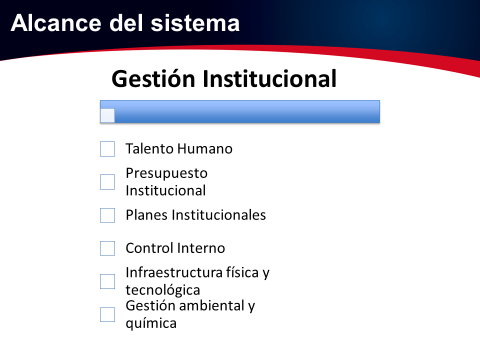 Alcance del sistema
Gestión Institucional
Talento Humano
Presupuesto
Institucional
Planes Institucionales
Control Interno
Infraestructura física y
tecnológica
Gestión ambiental y
química